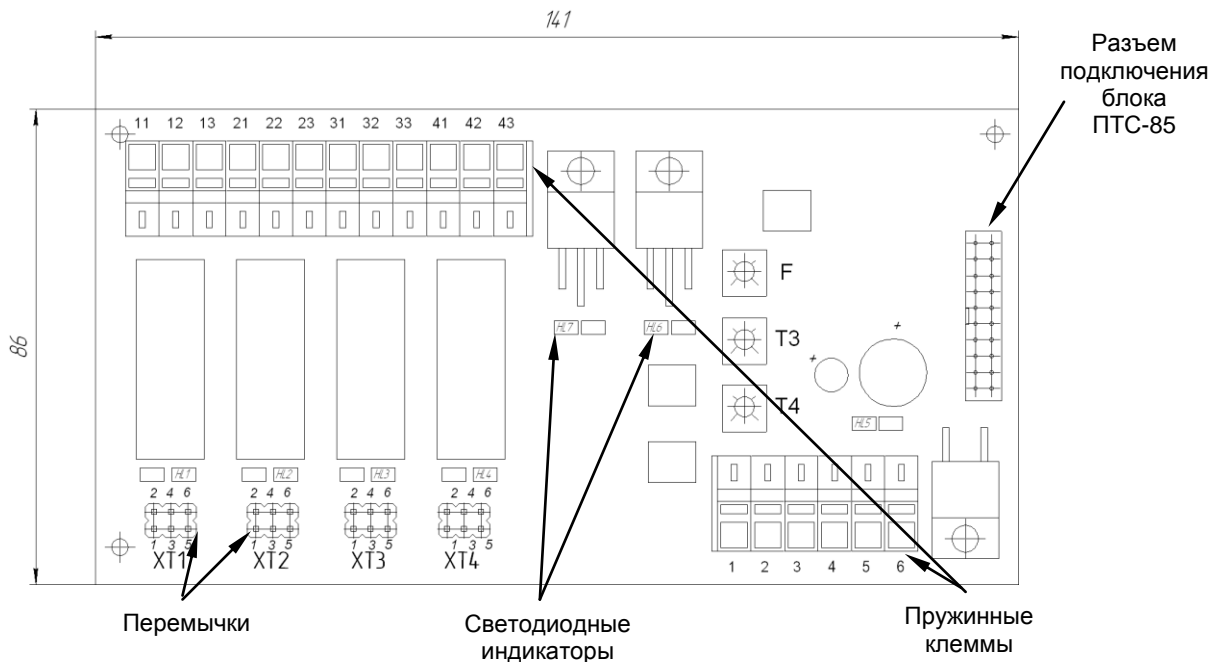 141
Разъем
подключения
блока
ПТС-85
11 12 13 21 22 23 31 32 33 41 42 43
86
F
HL7
HL6
T3
+
+
T4
HL5
HL1
HL2
HL3
HL4
2 4 6
2 4 6
2 4 6
2 4 6
1 3 5
1 3 5
1 3 5
1 3 5
XT1
XT2
XT3
XT4
1 2 3 4 5 6
Перемычки
Светодиодные
индикаторы
Пружинные
клеммы